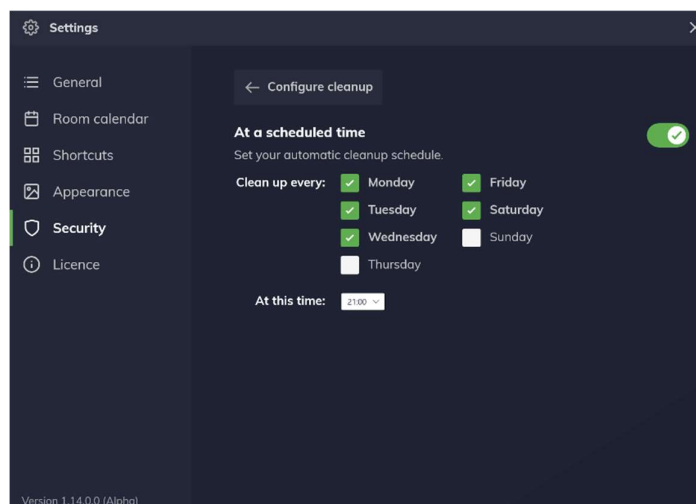 Settings
General
Room calendar
Shortcuts
Appearance
Security
Licence
Configure cleanup
At a scheduled time
Set your automatic cleanup schedule.
Clean up every:
Monday
Friday
Tuesday
Saturday
Wednesday
Sunday
Thursday
At this time:
21:00
Version 1.14.0.0 (Alpha)